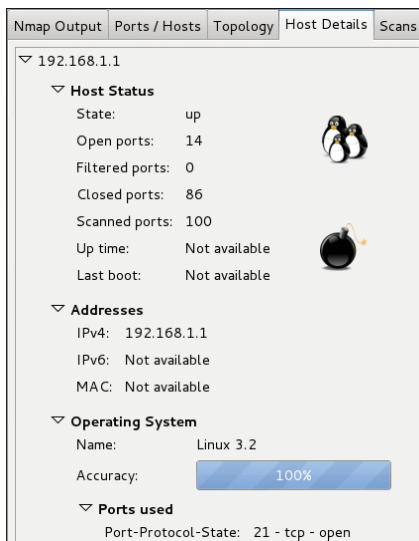 Nmap Output Ports / Hosts Topology Host Details Scans
192.168.1.1
Host Status
State: up
Open ports: 14
Filtered ports: 0
Closed ports: 86
Scanned ports: 100
Up time: Not available
Last boot: Not available
Addresses
IPv4: 192.168.1.1
IPv6: Not available
MAC: Not available
Operating System
Name: Linux 3.2
Accuracy: 100%
Ports used
Port-Protocol-State: 21 - tcp - open